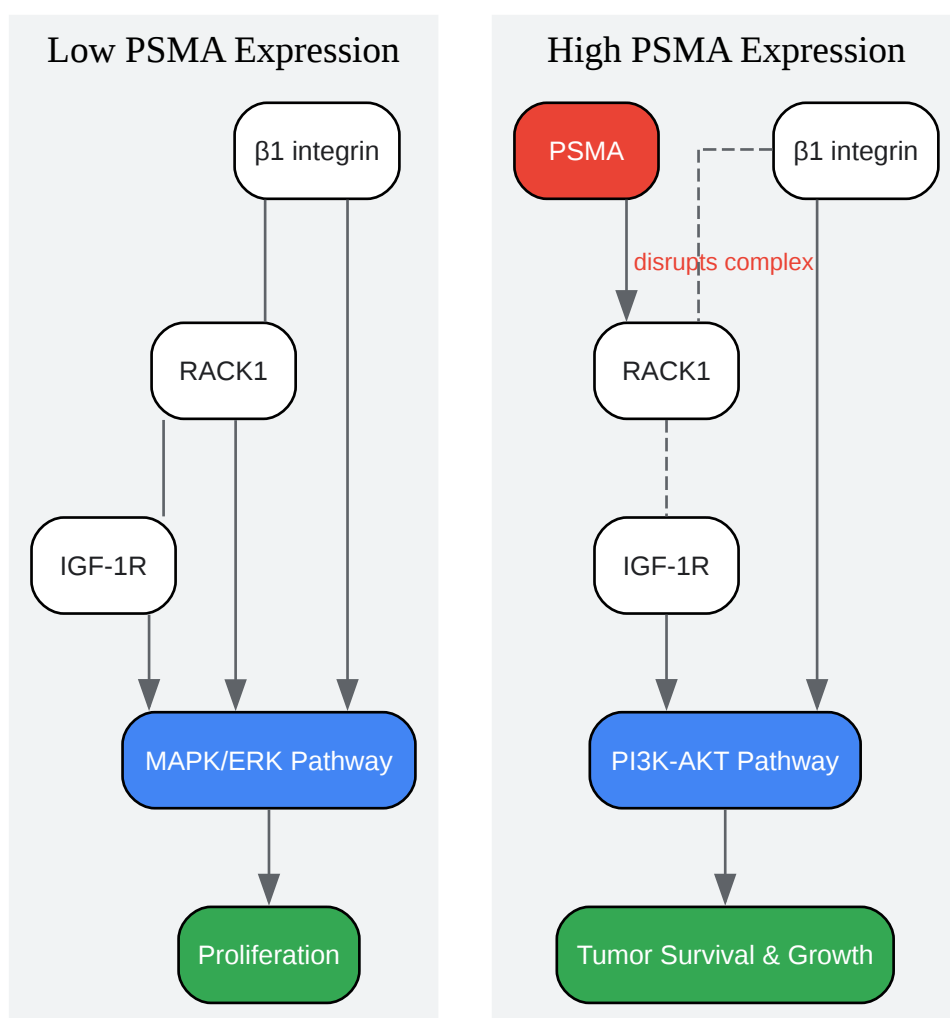 Low PSMA Expression
β1 integrin
RACK1
IGF-1R
MAPK/ERK Pathway
Proliferation
High PSMA Expression
PSMA
β1 integrin
disrupts complex
RACK1
IGF-1R
PI3K-AKT Pathway
Tumor Survival & Growth